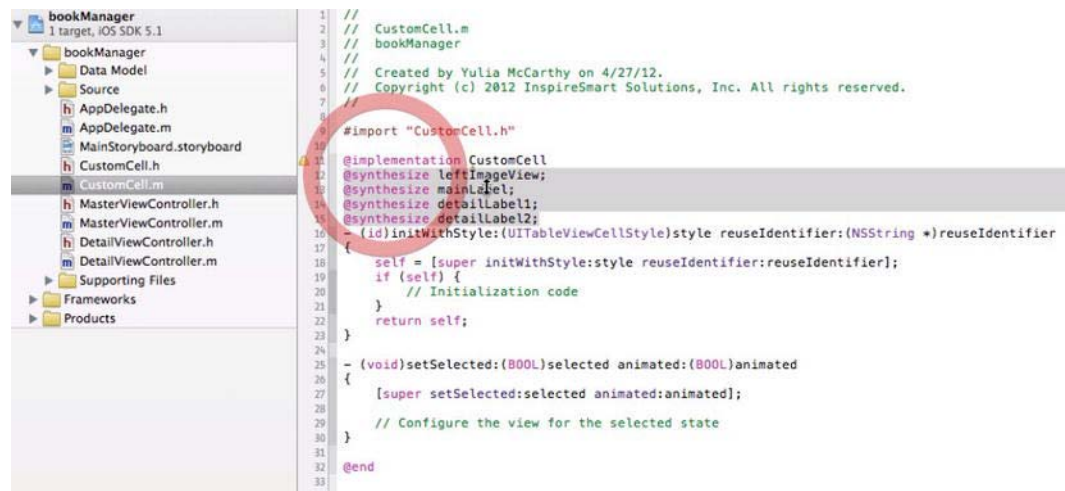 bookManager
1 target, iOS SDK 5.1
bookManager
Data Model
Source
AppDelegate.h
AppDelegate.m
MainStoryboard.storyboard
CustomCell.h
CustomCell.m
MasterViewController.h
MasterViewController.m
DetailViewController.h
DetailViewController.m
Supporting Files
Frameworks
Products
1 //
2 // CustomCell.m
3 // bookManager
4 //
5 // Created by Yulia McCarthy on 4/27/12.
6 // Copyright (c) 2012 InspireSmart Solutions, Inc. All rights reserved.
7 //
8
9 #import "CustomCell.h"
10
11 @implementation CustomCell
12 @synthesize leftImageView;
13 @synthesize mainLabel;
14 @synthesize detailLabel1;
15 @synthesize detailLabel2;
16 - (id)initWithStyle:(UITableViewCellStyle)style reuseIdentifier:(NSString *)reuseIdentifier
17 {
18 self = [super initWithStyle:style reuseIdentifier:reuseIdentifier];
19 if (self) {
20 // Initialization code
21 }
22 return self;
23 }
24
25 - (void)setSelected:(BOOL)selected animated:(BOOL)animated
26 {
27 [super setSelected:selected animated:animated];
28
29 // Configure the view for the selected state
30 }
31
32 @end
33